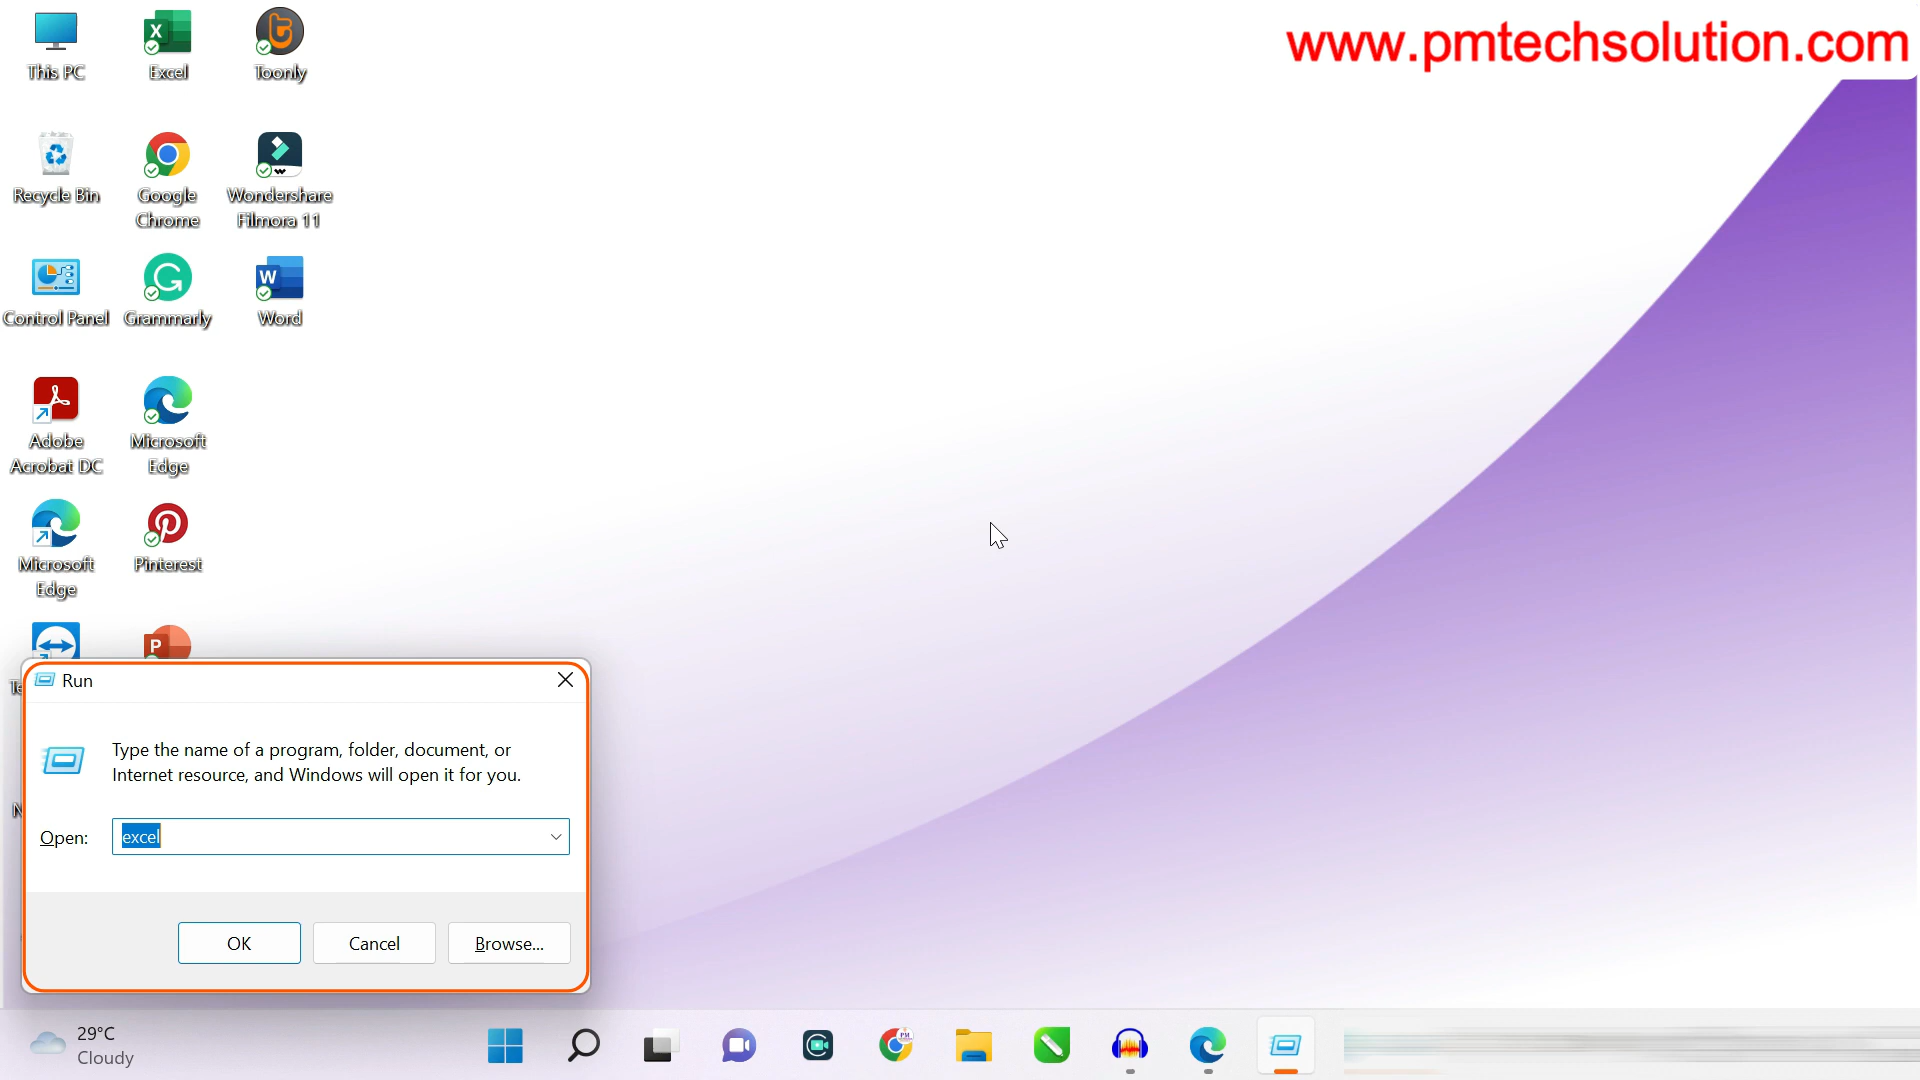 www.pmtechsolution.com
This PC
Excel
Toonly
Recycle Bin
Google
Chrome
Wondershare
Filmora 11
Control Panel
Grammarly
Word
Adobe
Acrobat DC
Microsoft
Edge
Microsoft
Edge
Pinterest
Run
Type the name of a program, folder, document, or
Internet resource, and Windows will open it for you.
Open:
excel
OK
Cancel
Browse...
29°C
Cloudy